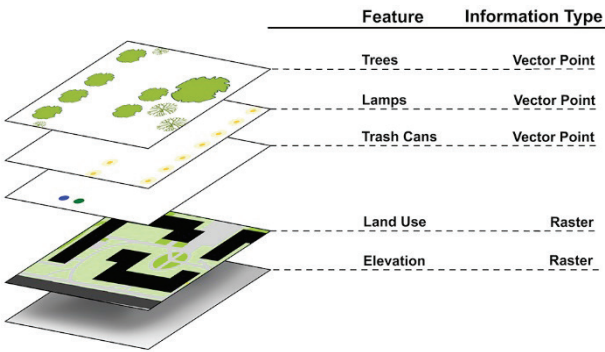 Feature Information Type
Trees Vector Point
Lamps Vector Point
Trash Cans Vector Point
Land Use Raster
Elevation Raster